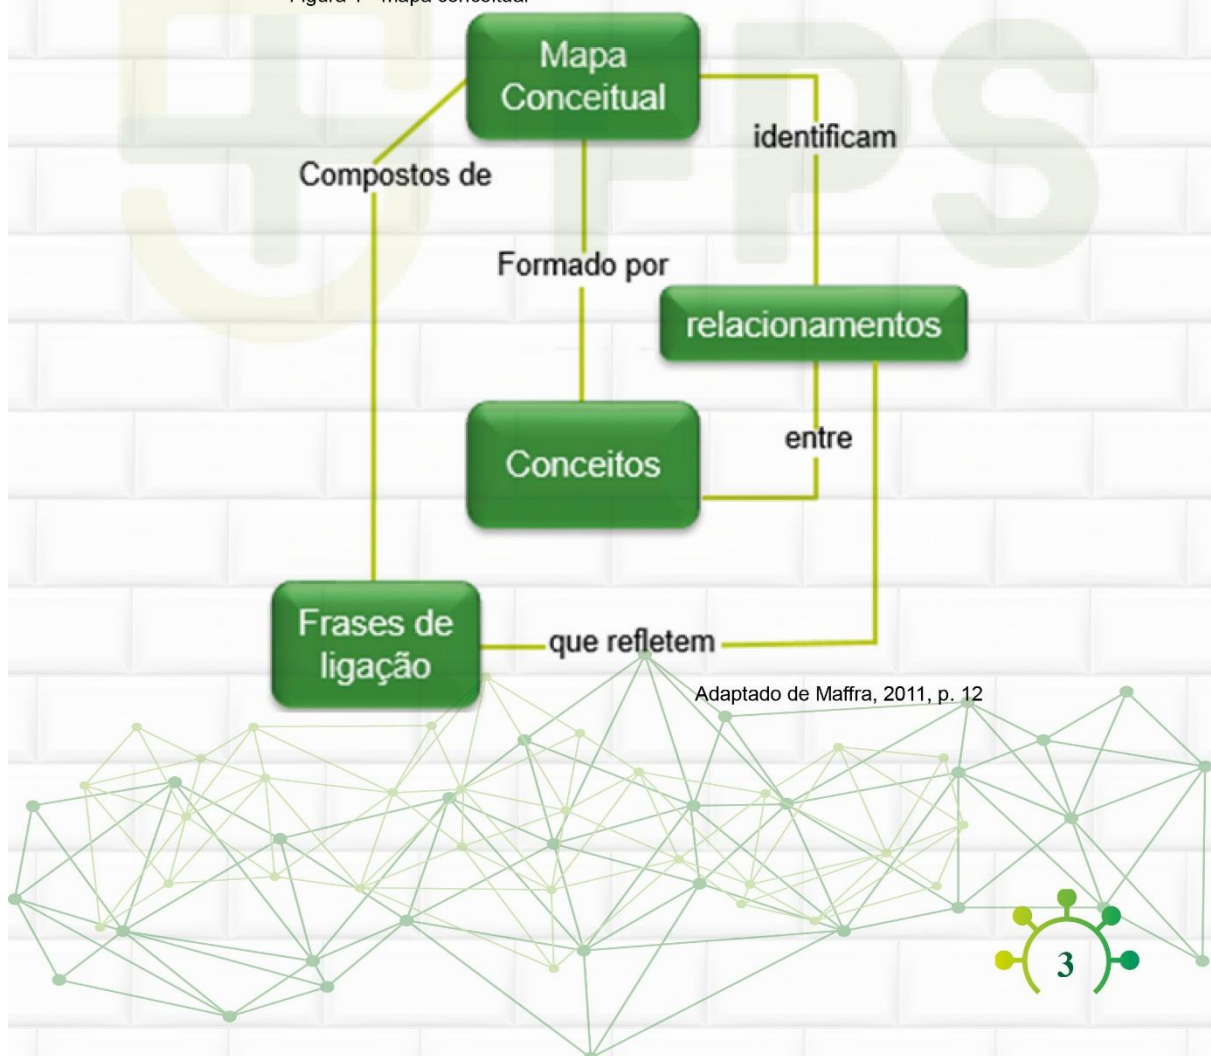 Mapa
Conceitual
identificam
Compostos de
Formado por
relacionamentos
entre
Conceitos
Frases de
ligação
que refletem
Adaptado de Maffra, 2011, p. 12
FPS
3